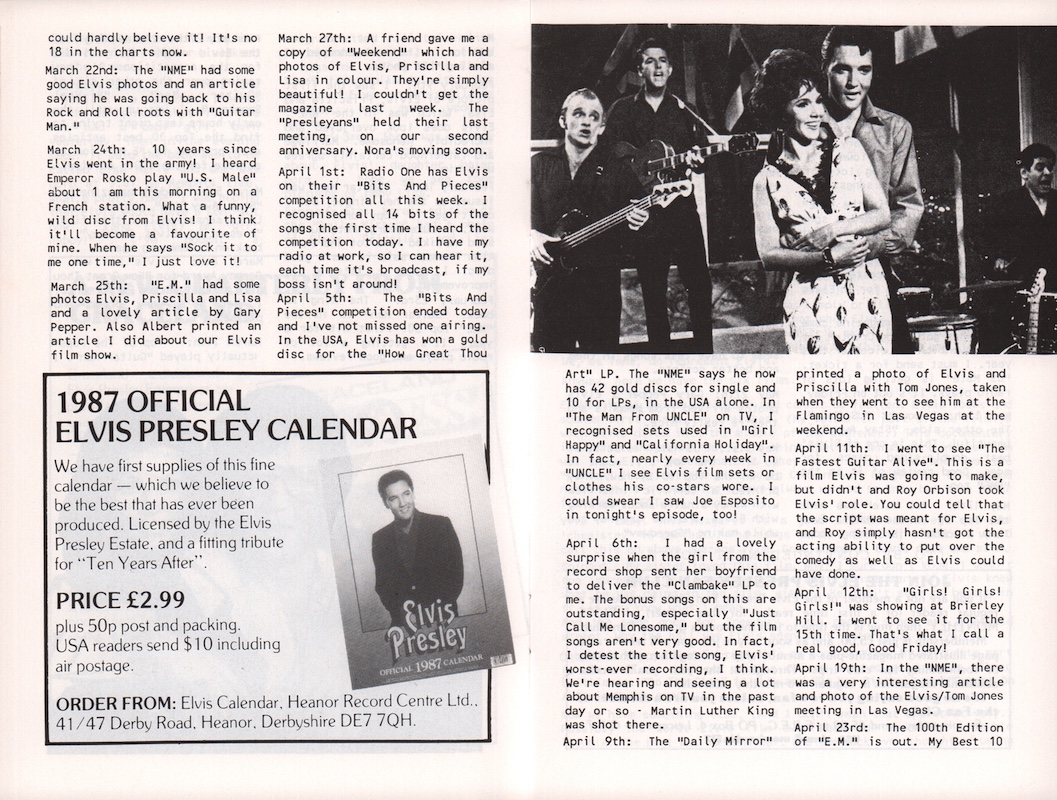 could hardly believe it! It's no
18 in the charts now.
March 22nd: The "NME" had some
good Elvis photos and an article
saying he was going back to his
Rock and Roll roots with "Guitar
Man."
March 24th: 10 years since
Elvis went in the army! I heard
Emperor Rosko play "U.S. Male"
about 1 am this morning on a
French station. What a funny,
wild disc from Elvis! I think
it'll become a favourite of
mine. When he says "Sock it to
me one time," I just love it!
March 25th: "E.M." had some
photos Elvis, Priscilla and Lisa
and a lovely article by Gary
Pepper. Also Albert printed an
article I did about our Elvis
film show.
March 27th: A friend gave me a
copy of "Weekend" which had
photos of Elvis, Priscilla and
Lisa in colour. They're simply
beautiful! I couldn't get the
magazine last week. The
"Presleyans" held their last
meeting, on our second
anniversary. Nora's moving soon.
April 1st: Radio One has Elvis
on their "Bits And Pieces"
competition all this week. I
recognised all 14 bits of the
songs the first time I heard the
competition today. I have my
radio at work, so I can hear it,
each time it's broadcast, if my
boss isn't around!
April 5th: The "Bits And
Pieces" competition ended today
and I've not missed one airing.
In the USA, Elvis has won a gold
disc for the "How Great Thou
1987 OFFICIAL
ELVIS PRESLEY CALENDAR
We have first supplies of this fine
calendar — which we believe to
be the best that has ever been
produced. Licensed by the Elvis
Presley Estate, and a fitting tribute
for "Ten Years After".
PRICE £2.99
plus 50p post and packing.
USA readers send $10 including
air postage.
Elvis
Presley
OFFICIAL 1987 CALENDAR
ORDER FROM: Elvis Calendar, Heanor Record Centre Ltd.,
41/47 Derby Road, Heanor, Derbyshire DE7 7QH.
Art" LP. The "NME" says he now
has 42 gold discs for single and
10 for LPs, in the USA alone. In
"The Man From UNCLE" on TV, I
recognised sets used in "Girl
Happy" and "California Holiday".
In fact, nearly every week in
"UNCLE" I see Elvis film sets or
clothes his co-stars wore. I
could swear I saw Joe Esposito
in tonight's episode, too!
April 6th: I had a lovely
surprise when the girl from the
record shop sent her boyfriend
to deliver the "Clambake" LP to
me. The bonus songs on this are
outstanding, especially "Just
Call Me Lonesome," but the film
songs aren't very good. In fact,
I detest the title song, Elvis'
worst-ever recording, I think.
We're hearing and seeing a lot
about Memphis on TV in the past
day or so - Martin Luther King
was shot there.
April 9th: The "Daily Mirror"
printed a photo of Elvis and
Priscilla with Tom Jones, taken
when they went to see him at the
Flamingo in Las Vegas at the
weekend.
April 11th: I went to see "The
Fastest Guitar Alive". This is a
film Elvis was going to make,
but didn't and Roy Orbison took
Elvis' role. You could tell that
the script was meant for Elvis,
and Roy simply hasn't got the
acting ability to put over the
comedy as well as Elvis could
have done.
April 12th: "Girls! Girls!
Girls!" was showing at Brierley
Hill. I went to see it for the
15th time. That's what I call a
real good, Good Friday!
April 19th: In the "NME", there
was a very interesting article
and photo of the Elvis/Tom Jones
meeting in Las Vegas.
April 23rd: The 100th Edition
of "E.M." is out. My Best 10